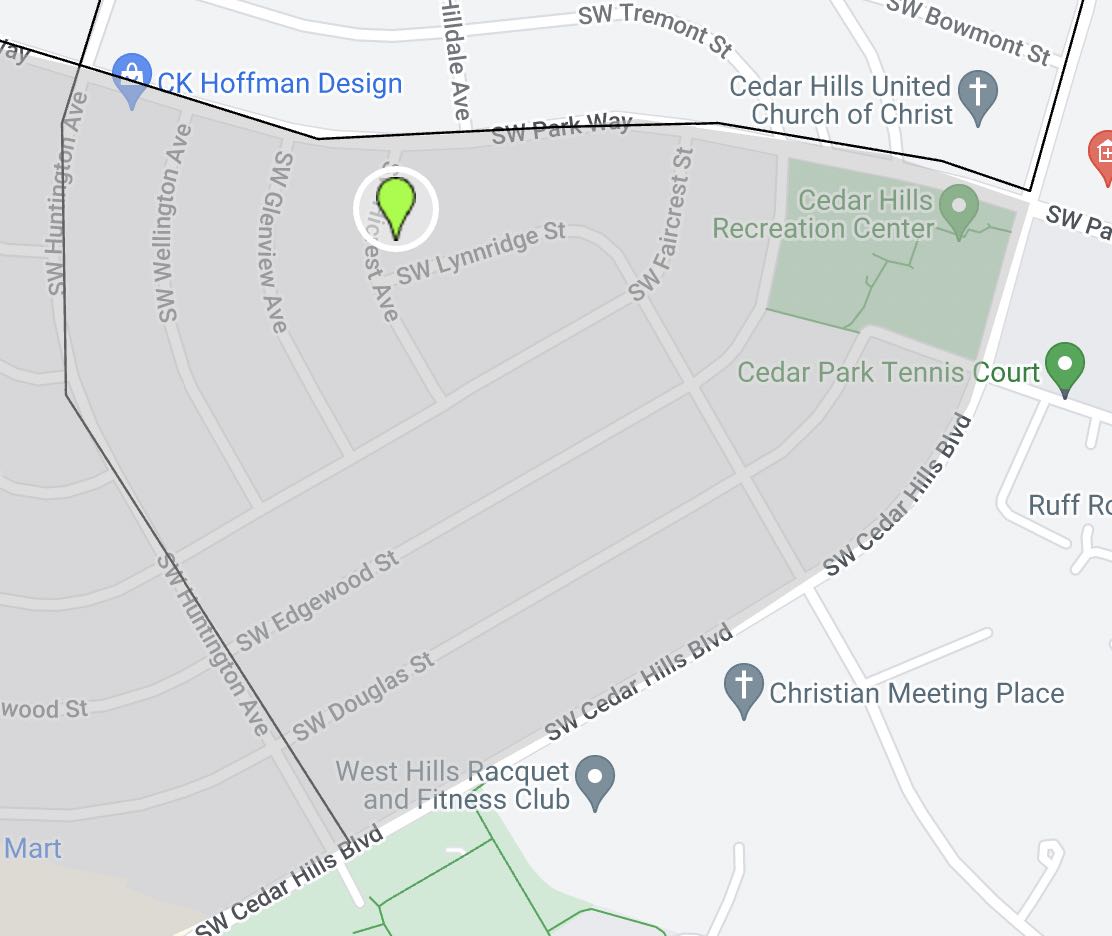 SW Tremont St
SW Bowmont St
Hilldale Ave
CK Hoffman Design
Cedar Hills United
Church of Christ
SW Park Way
SW Huntington Ave
SW Wellington Ave
SW Glenview Ave
SW Faircrest St
Cedar Hills
Recreation Center
SW Pa
SW Lynnridge St
Cedar Park Tennis Court
SW Cedar Hills Blvd
Ruff Ro
SW Huntington Ave
SW Edgewood St
SW Douglas St
SW Cedar Hills Blvd
wood St
Christian Meeting Place
West Hills Racquet
and Fitness Club
Mart
SW Cedar Hills Blvd